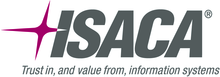 ISACA®
Trust in, and value from, information systems